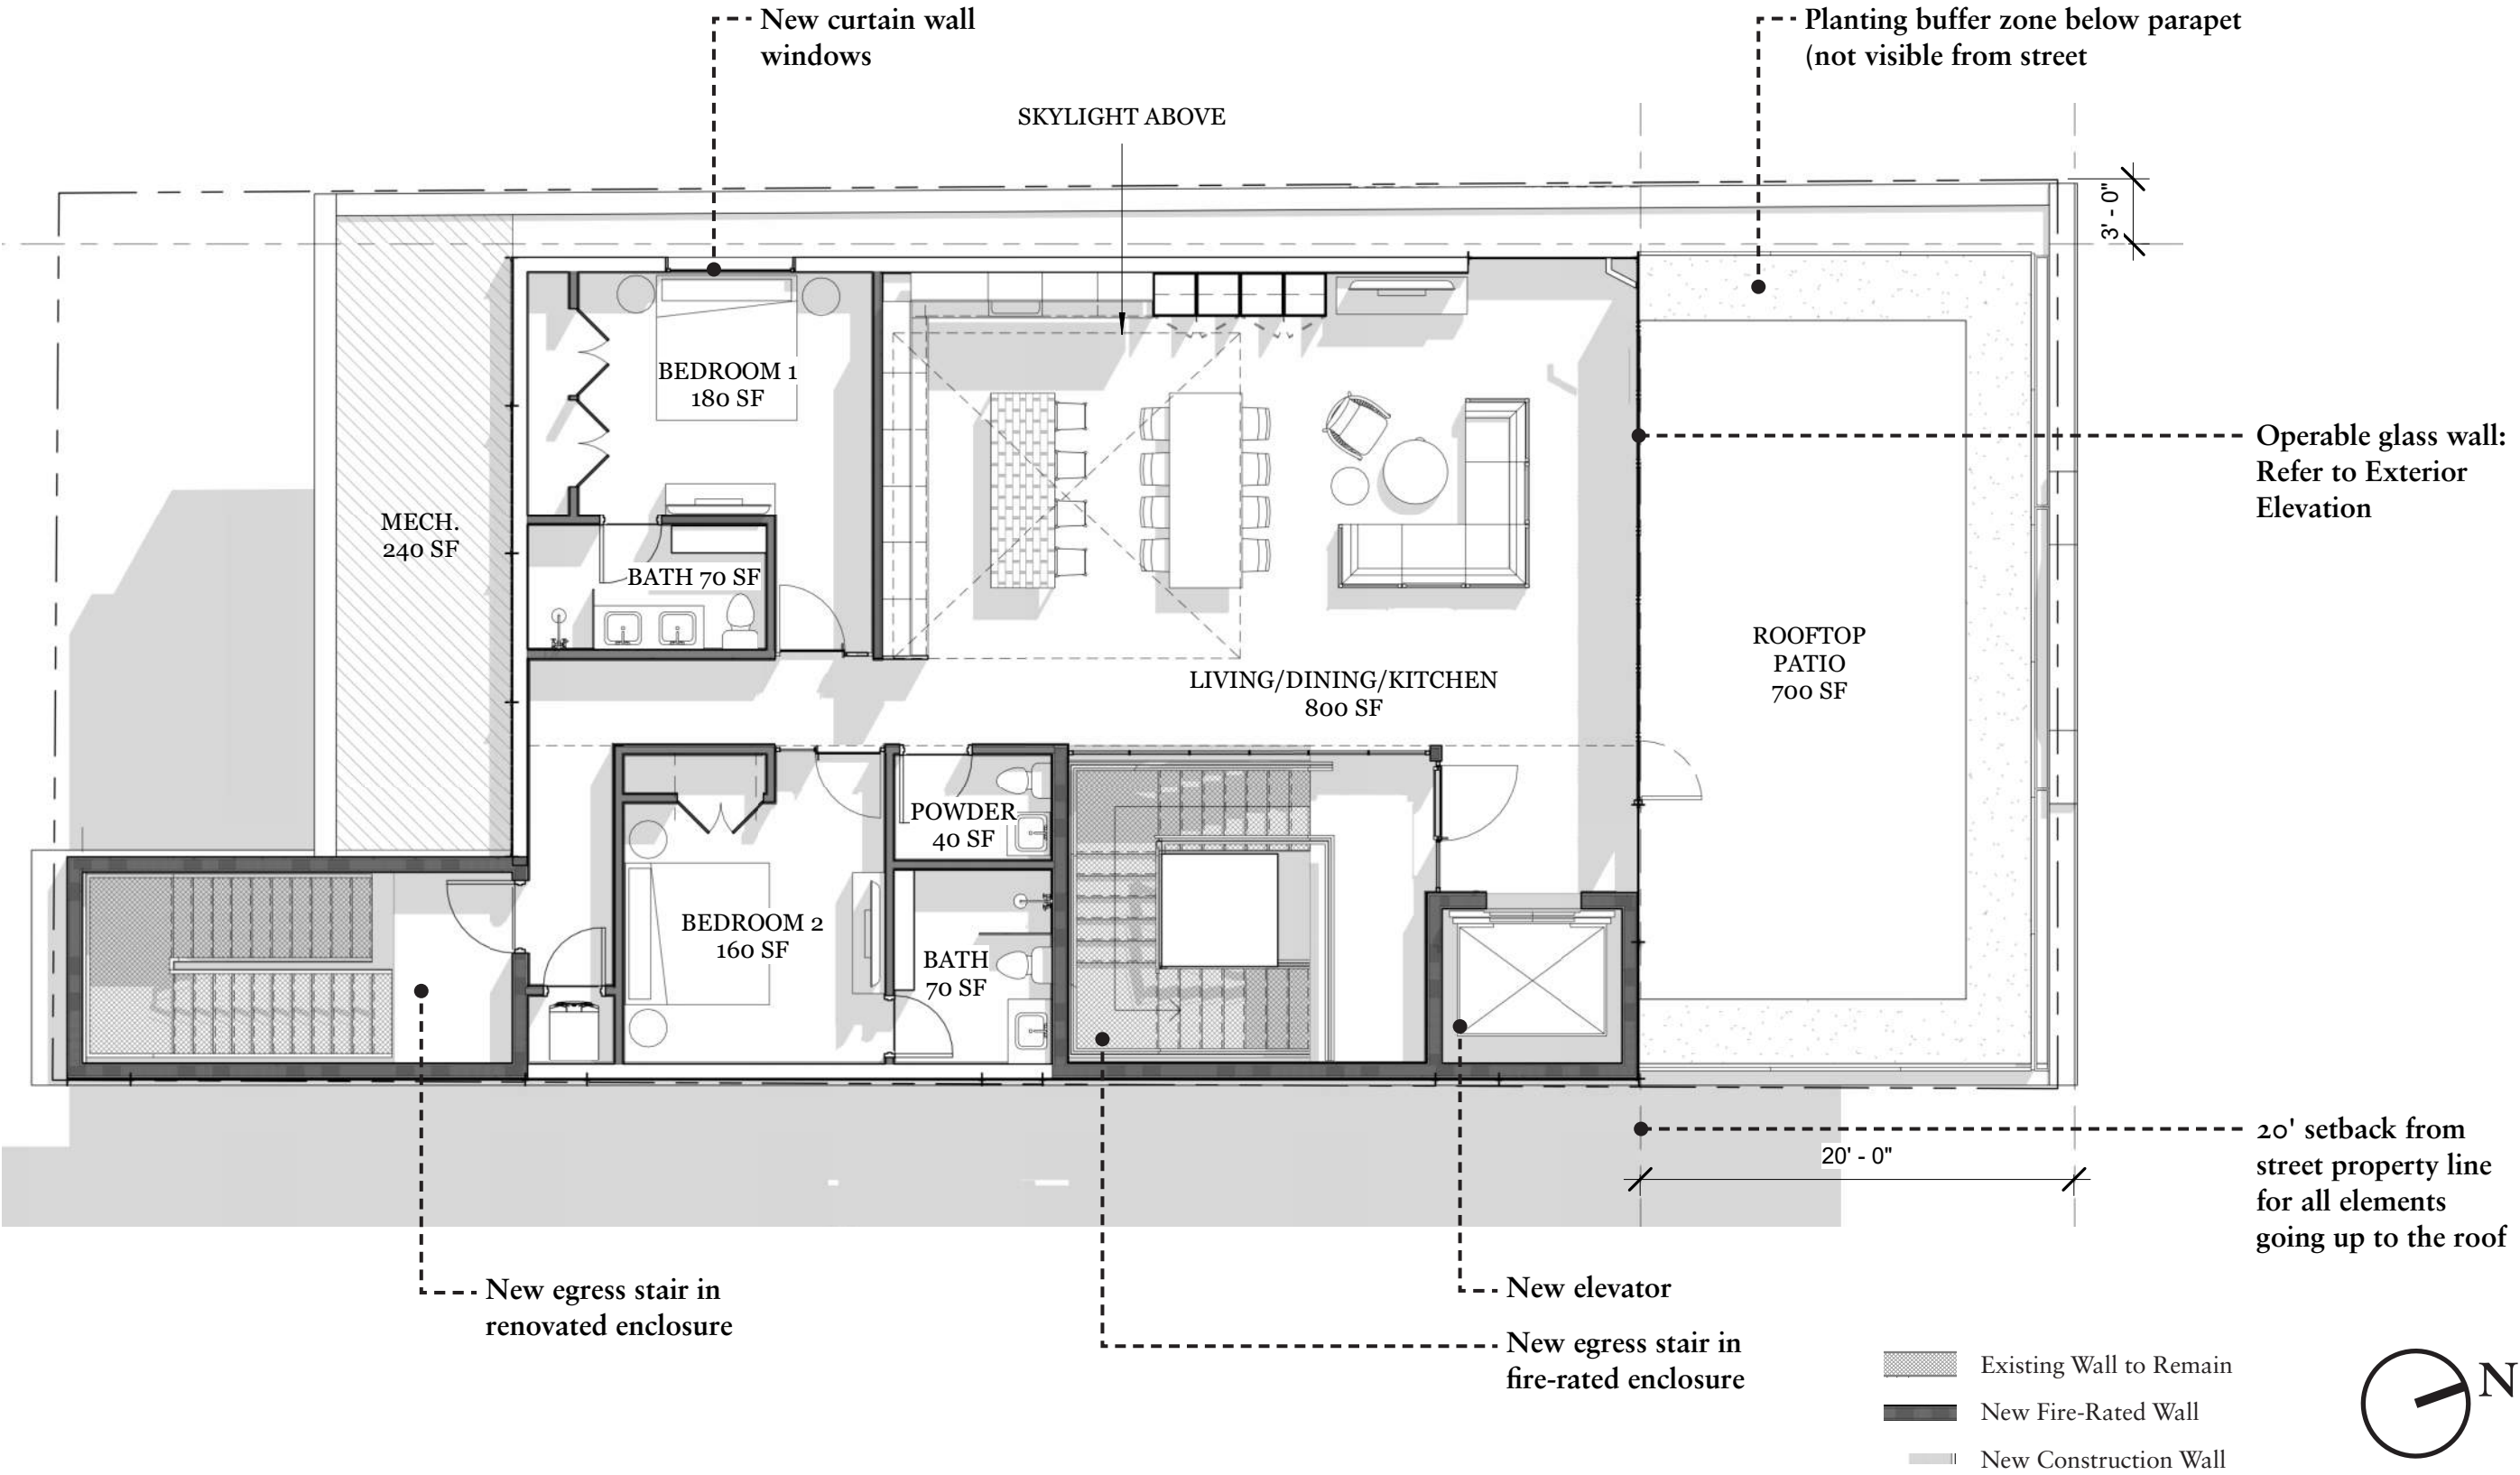 New curtain wall
windows
Planting buffer zone below parapet
(not visible from street
SKYLIGHT ABOVE
3' - 0"
BEDROOM 1
180 SF
MECH.
240 SF
BATH 70 SF
Operable glass wall:
Refer to Exterior
Elevation
ROOFTOP
PATIO
700 SF
LIVING/DINING/KITCHEN
800 SF
POWDER
40 SF
BEDROOM 2
160 SF
BATH
70 SF
20' setback from
street property line
for all elements
going up to the roof
20' - 0"
New egress stair in
renovated enclosure
New elevator
New egress stair in
fire-rated enclosure
Existing Wall to Remain
New Fire-Rated Wall
New Construction Wall
N